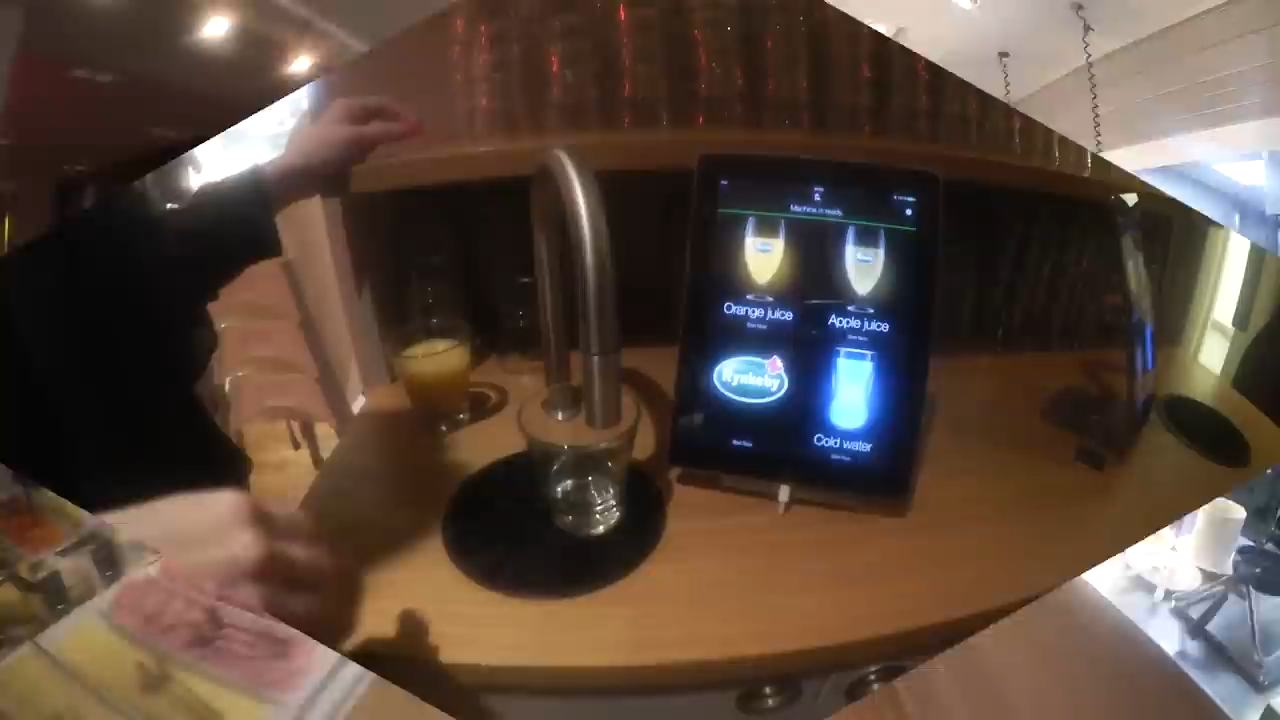 Machine is ready
Orange juice
Apple juice
Rynkeby
Cold water